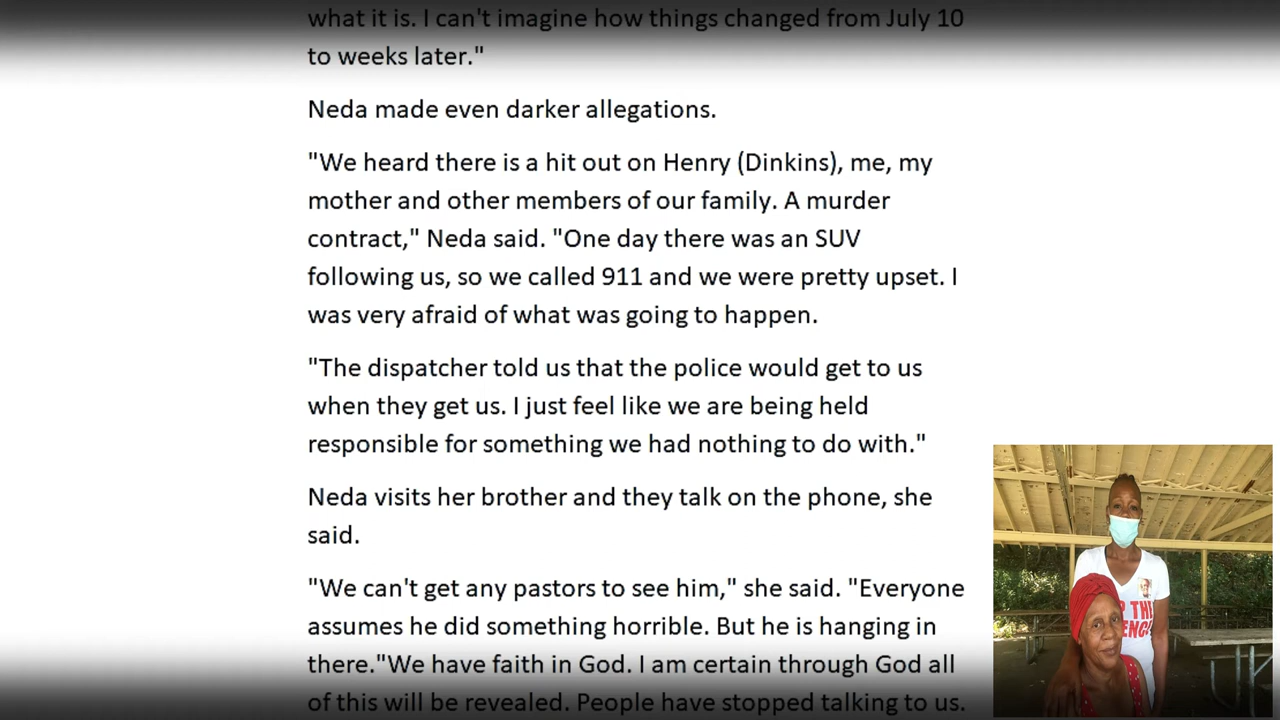 what it is. I can't imagine how things changed from July 10
to weeks later."
Neda made even darker allegations.
"We heard there is a hit out on Henry (Dinkins), me, my
mother and other members of our family. A murder
contract," Neda said. "One day there was an SUV
following us, so we called 911 and we were pretty upset. I
was very afraid of what was going to happen.
"The dispatcher told us that the police would get to us
when they get us. I just feel like we are being held
responsible for something we had nothing to do with."
Neda visits her brother and they talk on the phone, she
said.
"We can't get any pastors to see him," she said. "Everyone
assumes he did something horrible. But he is hanging in
there."We have faith in God. I am certain through God all
of this will be revealed. People have stopped talking to us.
THE